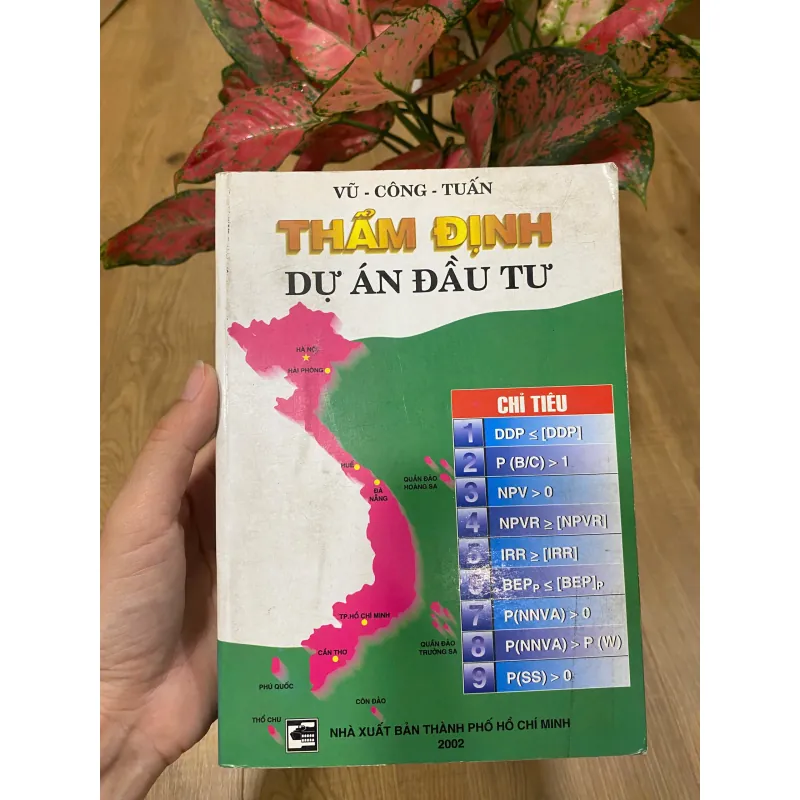 VŨ - CÔNG - TUẤN
THẨM ĐỊNH
DỰ ÁN ĐẦU TƯ
HÀ NỘI
HẢI PHÒNG
HUẾ
ĐÀ
NẴNG
QUẦN ĐẢO
HOÀNG SA
TP.HỒ CHÍ MINH
CẦN THƠ
QUẦN ĐẢO
TRƯỜNG SA
PHÚ QUỐC
CÔN ĐẢO
THỔ CHU
CHỈ TIÊU
1 DDP ≤ [DDP]
2 P (B/C) > 1
3 NPV > 0
4 NPVR ≥ [NPVR]
5 IRR ≥ [IRR]
6 BEPP ≤ [BEP]P
7 P(NNVA) > 0
8 P(NNVA) > P (W)
9 P(SS) > 0
NHÀ XUẤT BẢN THÀNH PHỐ HỒ CHÍ MINH
2002